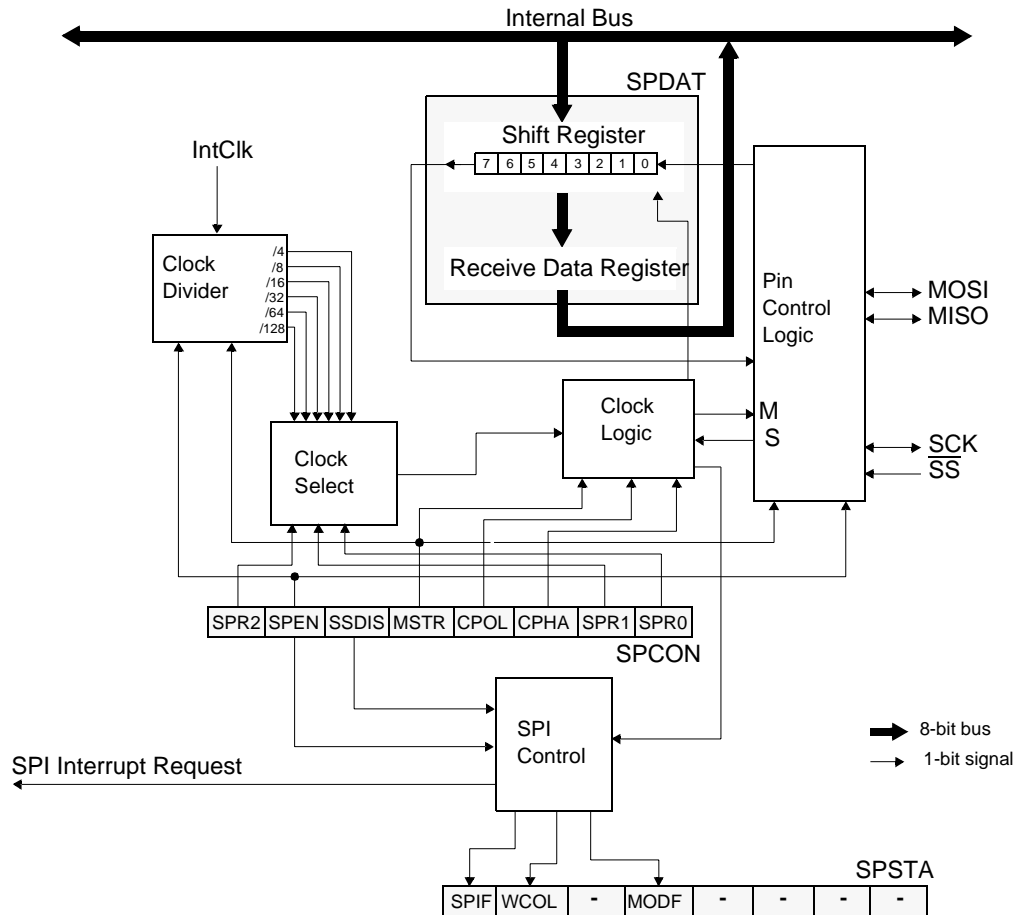 Internal Bus
SPDAT
Shift Register
7 6 5 4 3 2 1 0
IntClk
Clock
Divider
/4
/8
/16
/32
/64
/128
Receive Data Register
Pin
Control
Logic
MOSI
MISO
Clock
Logic
M
S
SCK
SS
Clock
Select
SPR2 SPEN SSDIS MSTR CPOL CPHA SPR1 SPR0
SPCON
SPI
Control
8-bit bus
1-bit signal
SPI Interrupt Request
SPSTA
SPIF WCOL - MODF - - - -